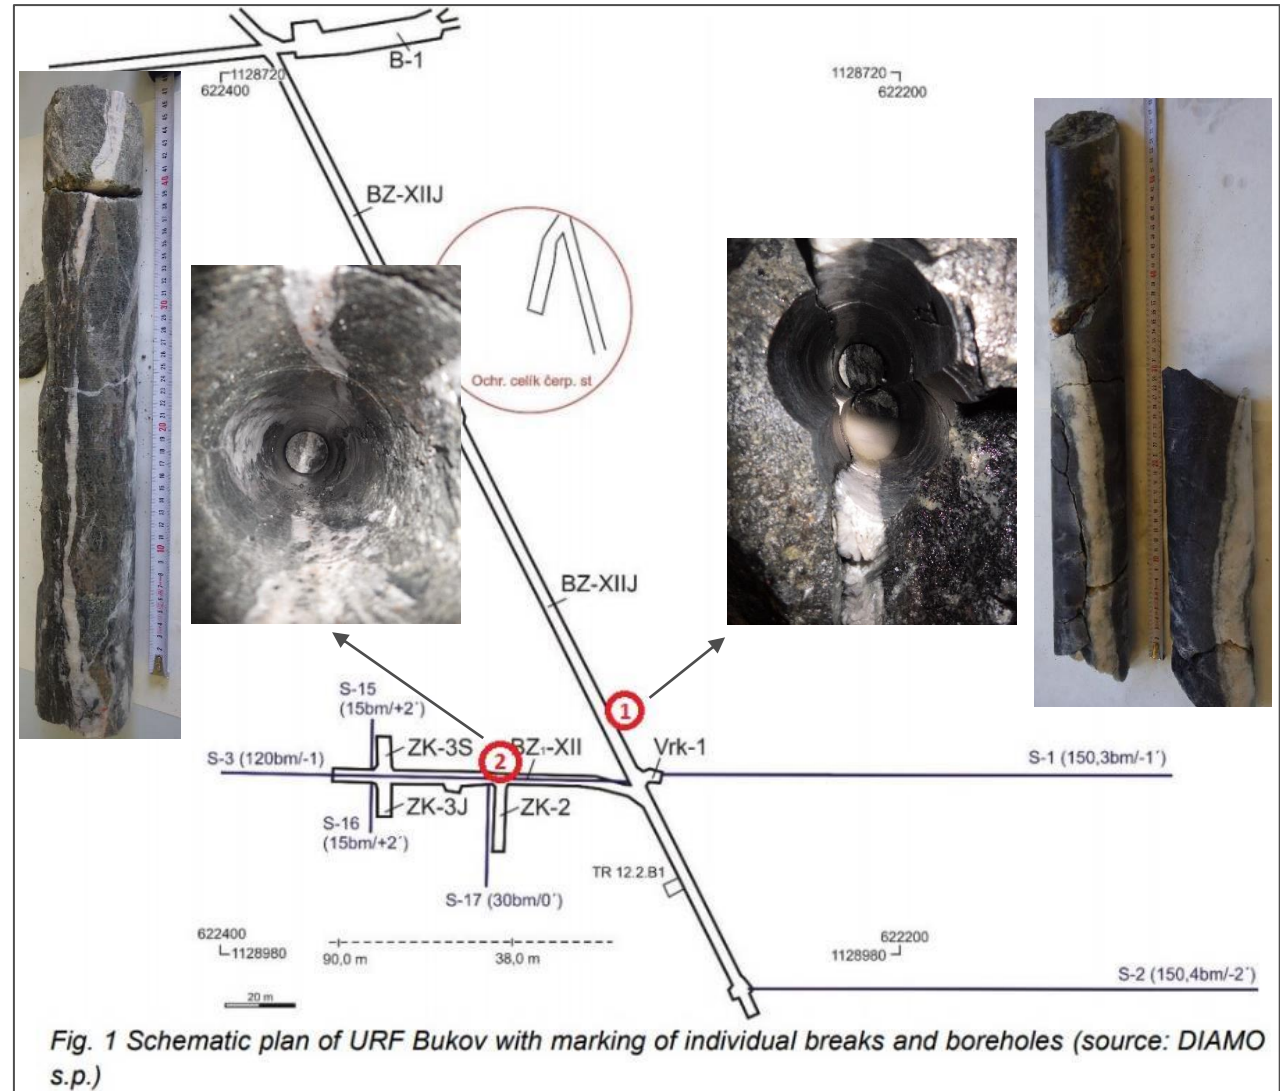 B-1
1128720
622400
1128720
622200
BZ-XIIJ
Ochr. celík čerp. st
BZ-XIIJ
1
S-15
(15bm/+2´)
ZK-3S
2
BZ₁-XII
Vrk-1
S-3 (120bm/-1)
S-1 (150,3bm/-1´)
ZK-3J
ZK-2
S-16
(15bm/+2´)
TR 12.2.B1
S-17 (30bm/0´)
622400
1128980
90,0 m
38,0 m
622200
1128980
S-2 (150,4bm/-2´)
20 m
Fig. 1 Schematic plan of URF Bukov with marking of individual breaks and boreholes (source: DIAMO
s.p.)